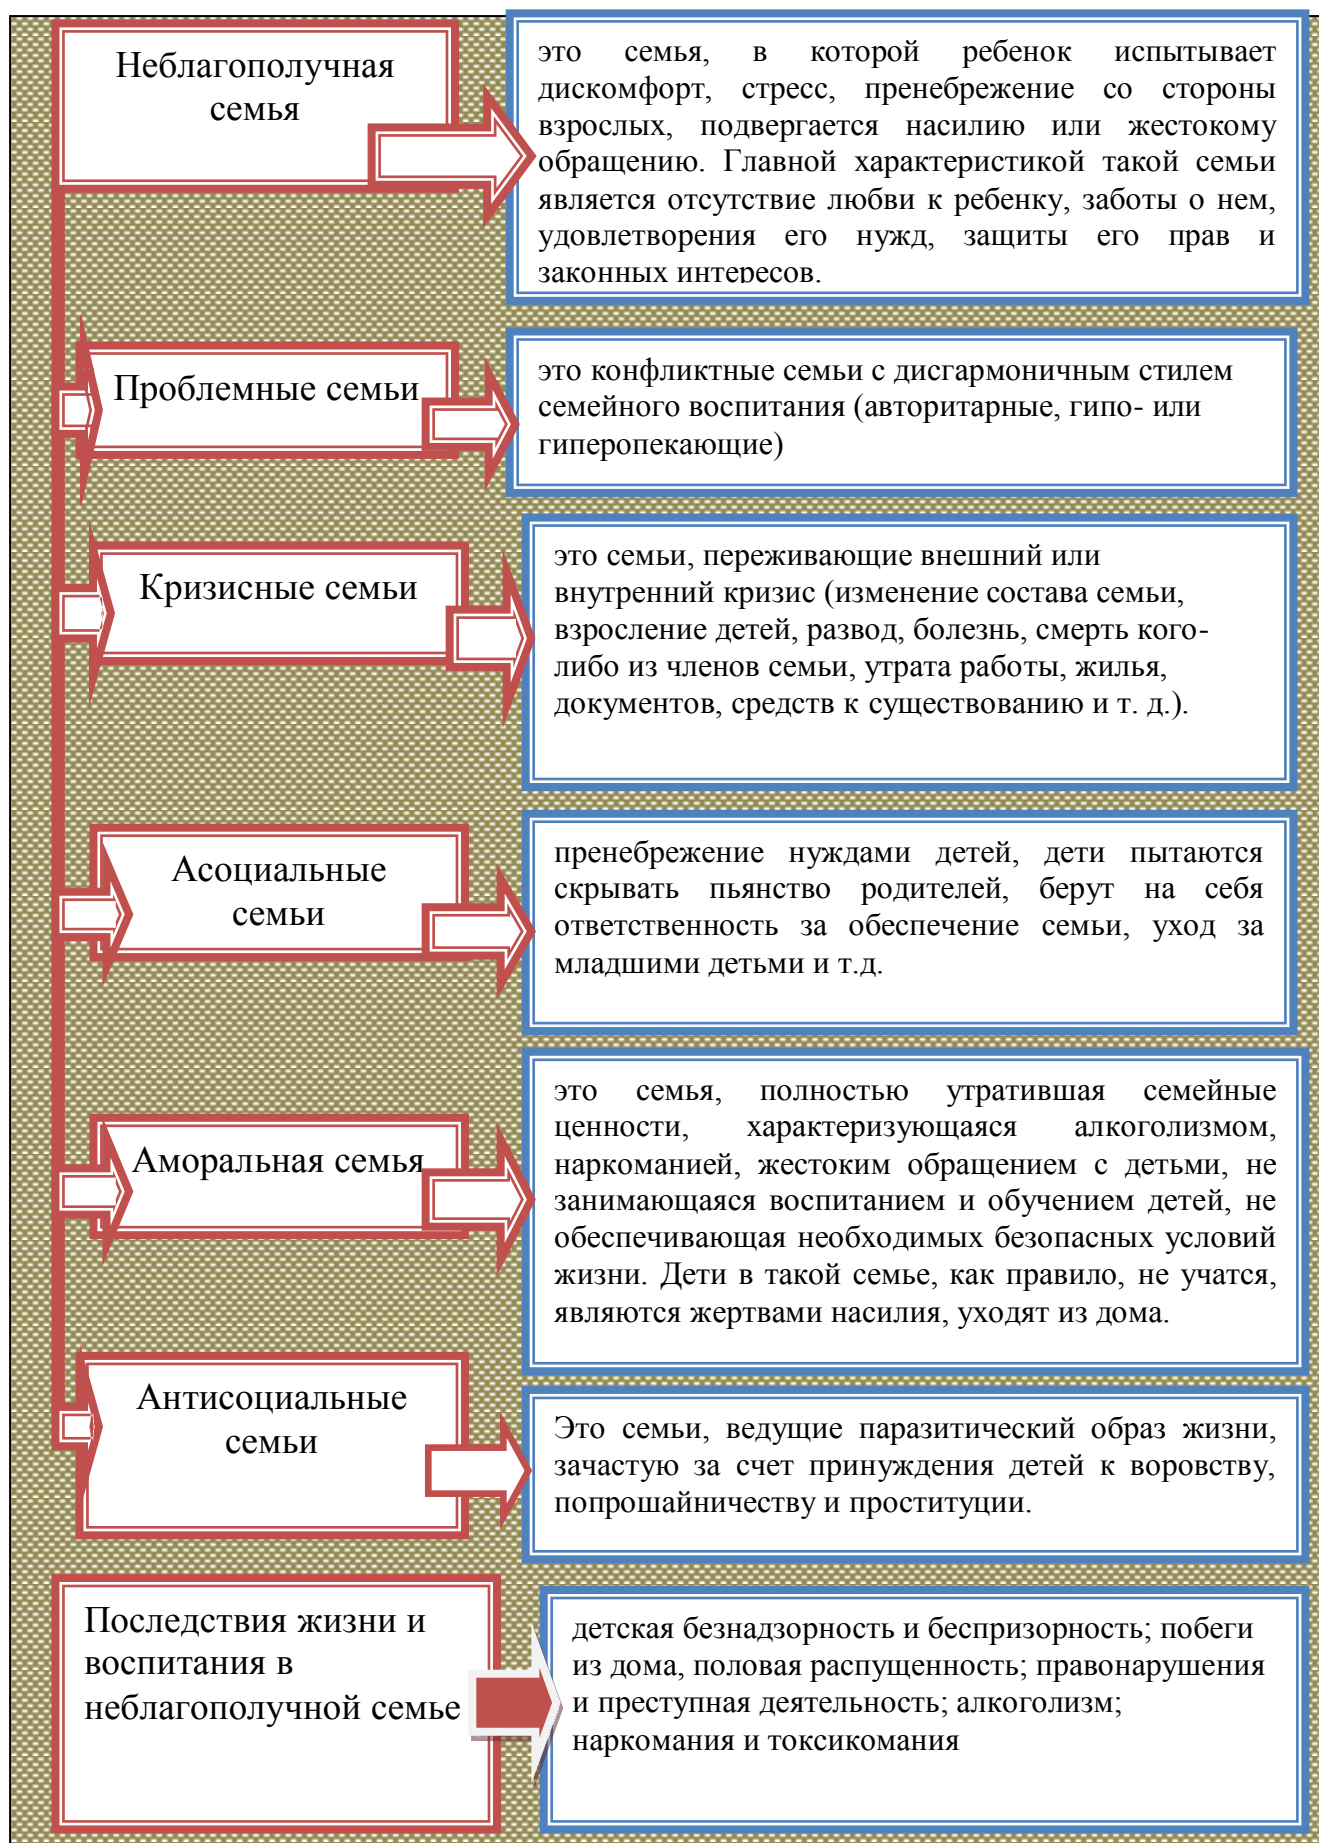 Неблагополучная
семья
это семья, в которой ребенок испытывает
дискомфорт, стресс, пренебрежение со стороны
взрослых, подвергается насилию или жестокому
обращению. Главной характеристикой такой семьи
является отсутствие любви к ребенку, заботы о нем,
удовлетворения его нужд, защиты его прав и
законных интересов.
Проблемные семьи
это конфликтные семьи с дисгармоничным стилем
семейного воспитания (авторитарные, гипо- или
гиперопекающие)
Кризисные семьи
это семьи, переживающие внешний или
внутренний кризис (изменение состава семьи,
взросление детей, развод, болезнь, смерть кого-
либо из членов семьи, утрата работы, жилья,
документов, средств к существованию и т. д.).
Асоциальные
семьи
пренебрежение нуждами детей, дети пытаются
скрывать пьянство родителей, берут на себя
ответственность за обеспечение семьи, уход за
младшими детьми и т.д.
Аморальная семья
это семья, полностью утратившая семейные
ценности, характеризующаяся алкоголизмом,
наркоманией, жестоким обращением с детьми, не
занимающаяся воспитанием и обучением детей, не
обеспечивающая необходимых безопасных условий
жизни. Дети в такой семье, как правило, не учатся,
являются жертвами насилия, уходят из дома.
Антисоциальные
семьи
Это семьи, ведущие паразитический образ жизни,
зачастую за счет принуждения детей к воровству,
попрошайничеству и проституции.
Последствия жизни и
воспитания в
неблагополучной семье
детская безнадзорность и беспризорность; побеги
из дома, половая распущенность; правонарушения
и преступная деятельность; алкоголизм;
наркомания и токсикомания